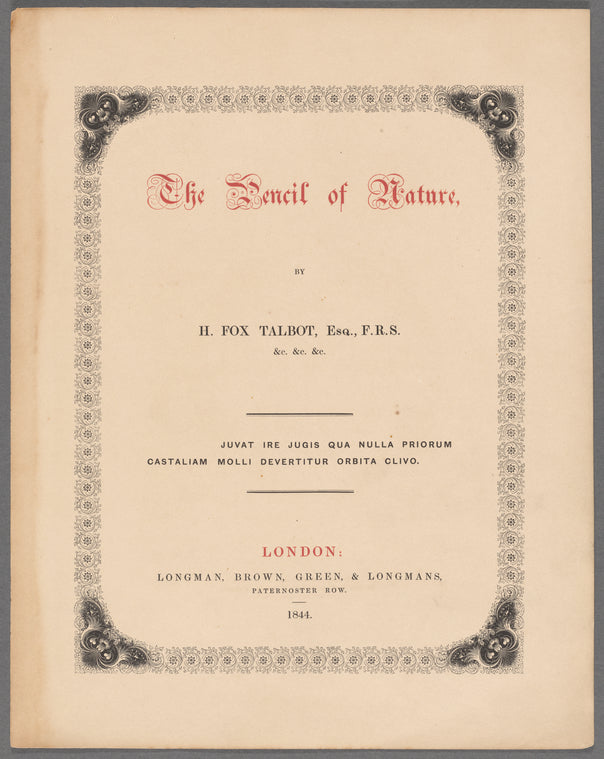 The Pencil of Nature,
BY
H. FOX TALBOT, Esq., F.R.S.
&c. &c. &c.
JUVAT IRE JUGIS QUA NULLA PRIORUM
CASTALIAM MOLLI DEVERTITUR ORBITA CLIVO.
LONDON:
LONGMAN, BROWN, GREEN, & LONGMANS,
PATERNOSTER ROW.
1844.